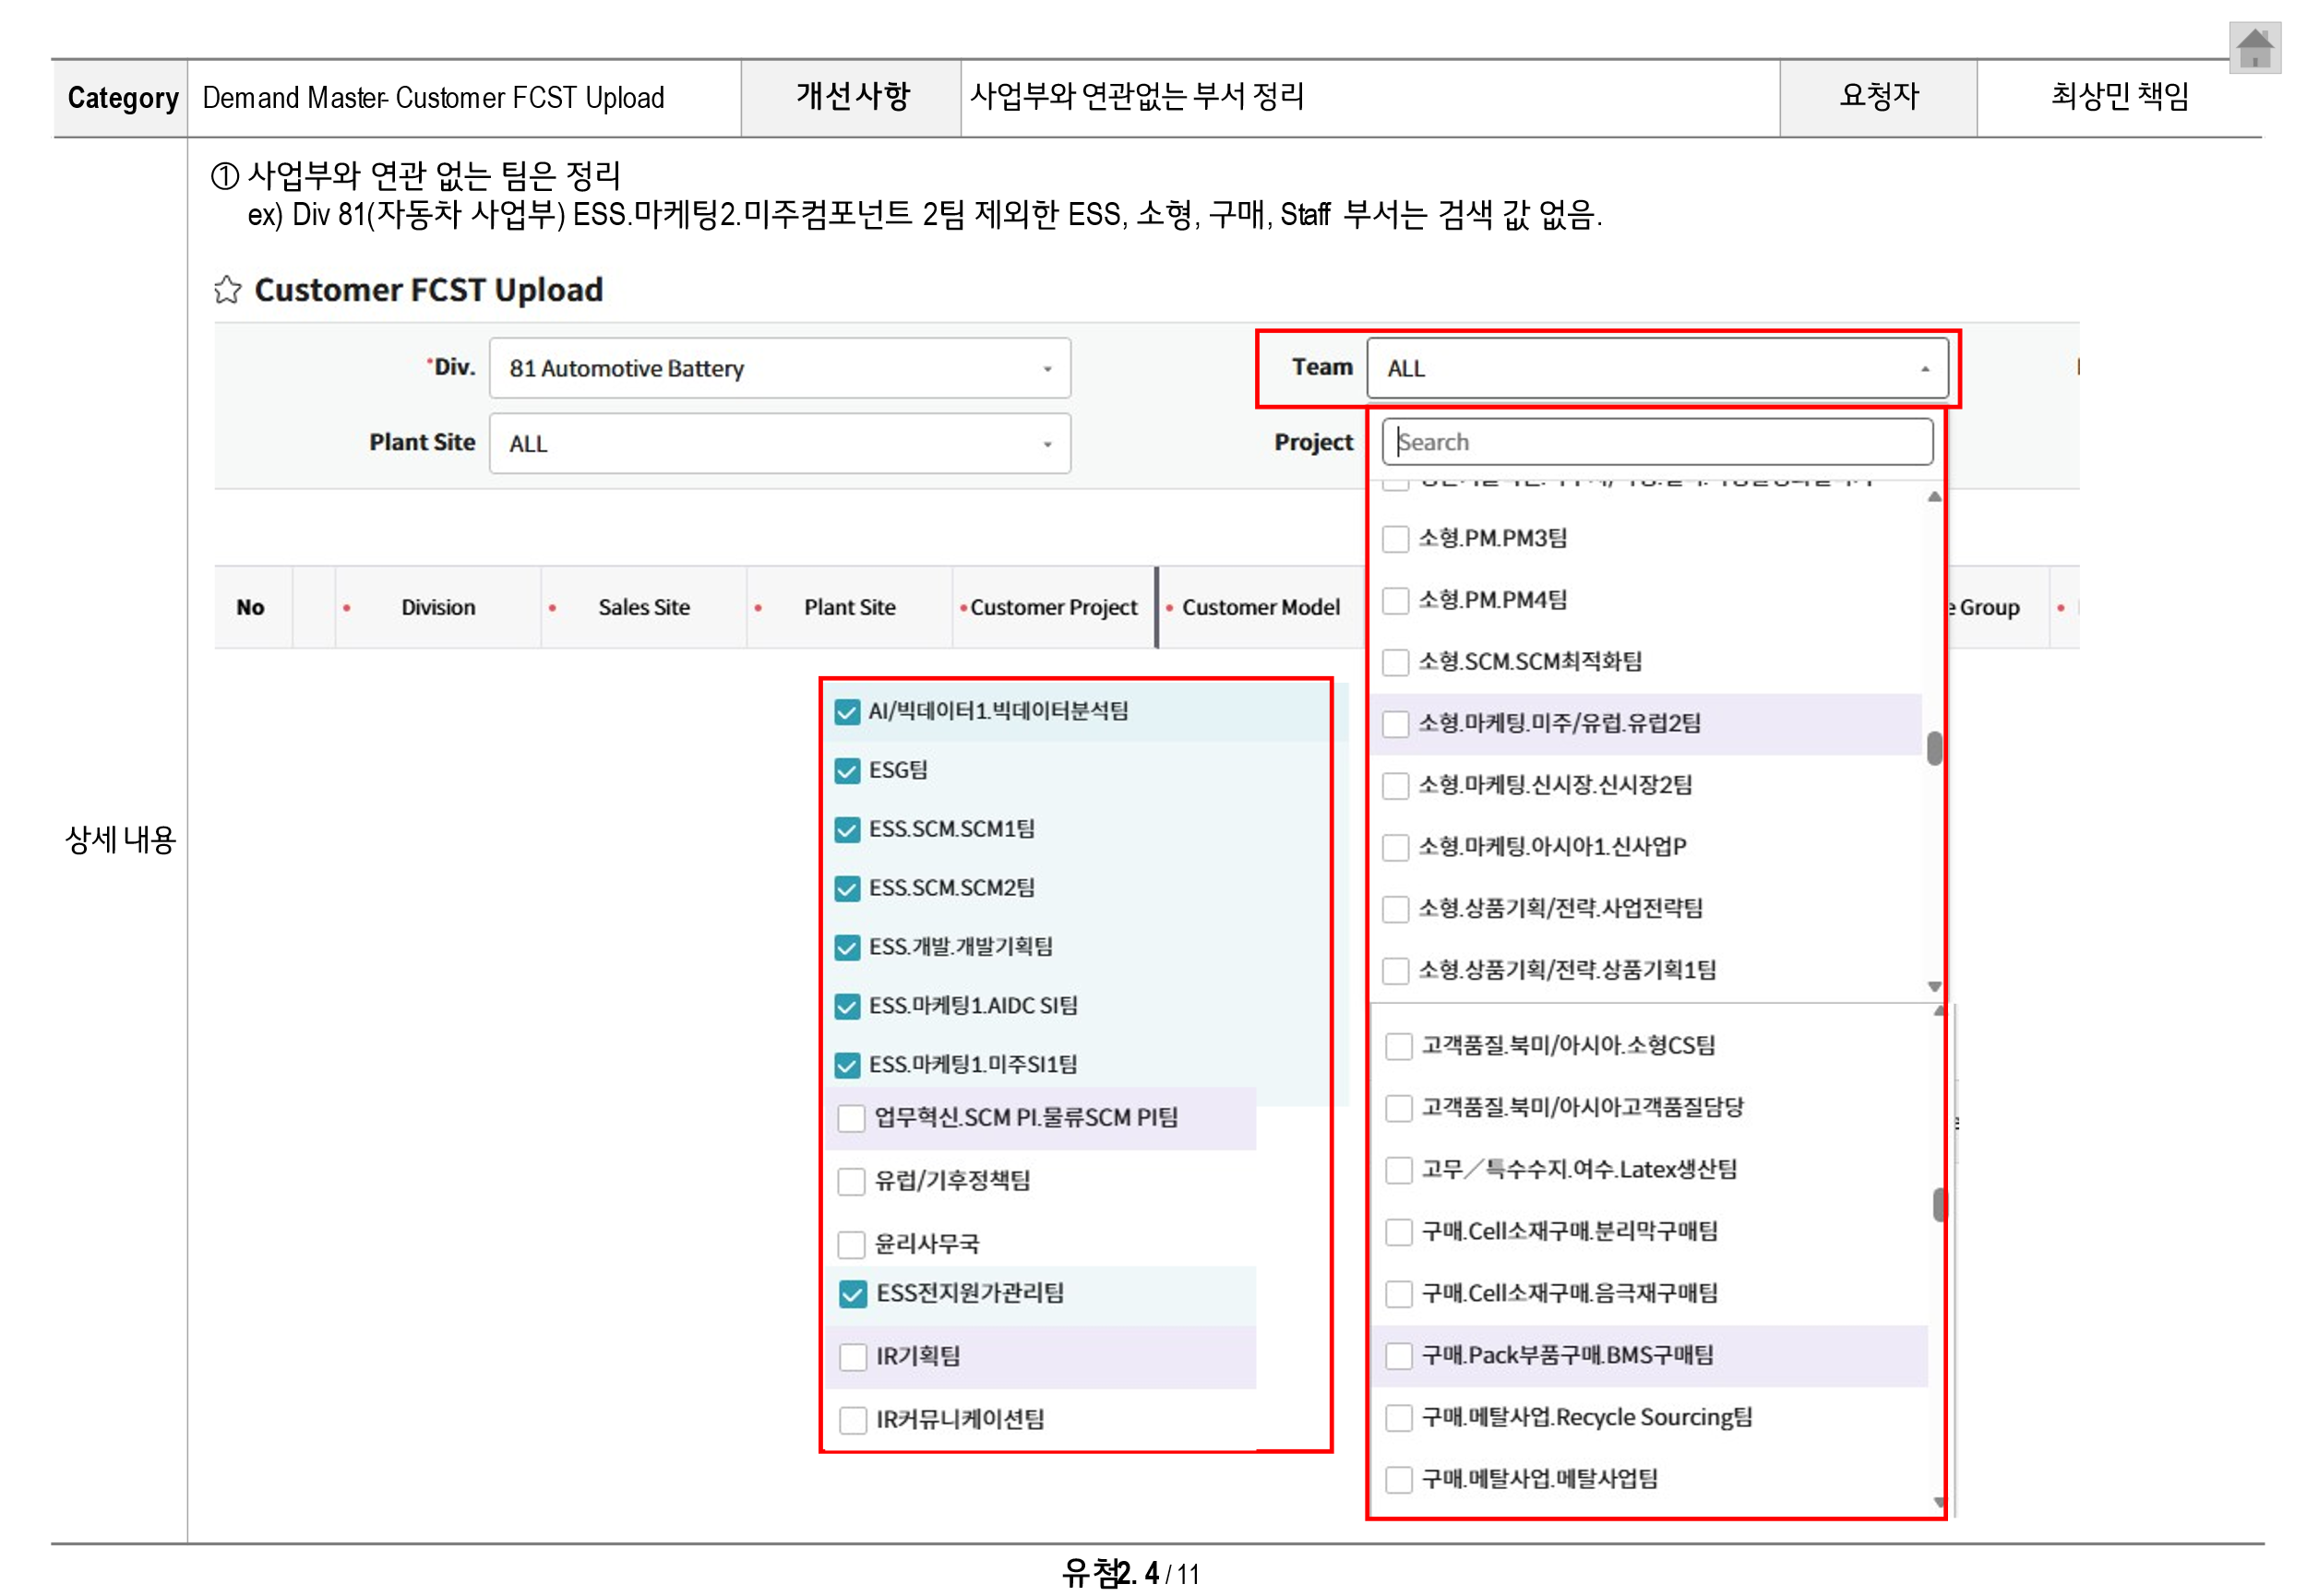 Category Demand Master- Customer FCST Upload 개선사항 사업부와 연관없는 부서 정리 요청자 최상민 책임
상세 내용
① 사업부와 연관 없는 팀은 정리
ex) Div 81(자동차 사업부) ESS.마케팅2.미주컴포넌트 2팀 제외한 ESS, 소형, 구매, Staff 부서는 검색 값 없음.
Customer FCST Upload
*Div. 81 Automotive Battery Team ALL
Plant Site ALL Project Search
No Division Sales Site Plant Site Customer Project Customer Model e Group
AI/빅데이터1.빅데이터분석팀
ESG팀
ESS.SCM.SCM1팀
ESS.SCM.SCM2팀
ESS.개발.개발기획팀
ESS.마케팅1.AIDC SI팀
ESS.마케팅1.미주SI1팀
업무혁신.SCM PI.물류SCM PI팀
유럽/기후정책팀
윤리사무국
ESS전지원가관리팀
IR기획팀
IR커뮤니케이션팀
소형.PM.PM3팀
소형.PM.PM4팀
소형.SCM.SCM최적화팀
소형.마케팅.미주/유럽.유럽2팀
소형.마케팅.신시장.신시장2팀
소형.마케팅.아시아1.신사업P
소형.상품기획/전략.사업전략팀
소형.상품기획/전략.상품기획1팀
고객품질.북미/아시아.소형CS팀
고객품질.북미/아시아고객품질담당
고무／특수수지.여수.Latex생산팀
구매.Cell소재구매.분리막구매팀
구매.Cell소재구매.음극재구매팀
구매.Pack부품구매.BMS구매팀
구매.메탈사업.Recycle Sourcing팀
구매.메탈사업.메탈사업팀
유첨2. 4 / 11